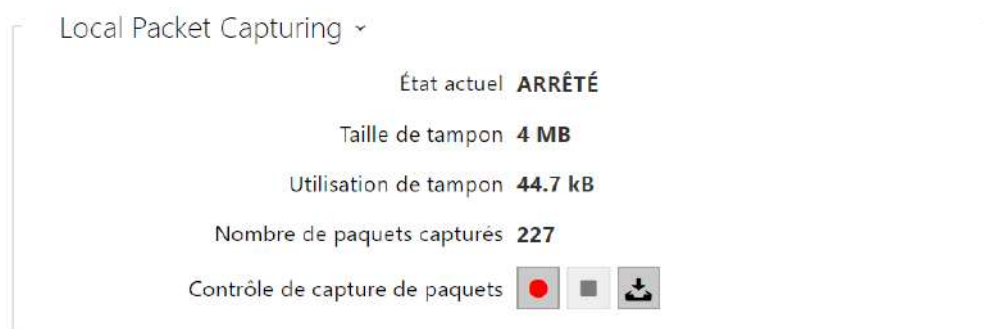 Local Packet Capturing
État actuel ARRÊTÉ
Taille de tampon 4 MB
Utilisation de tampon 44.7 kB
Nombre de paquets capturés 227
Contrôle de capture de paquets